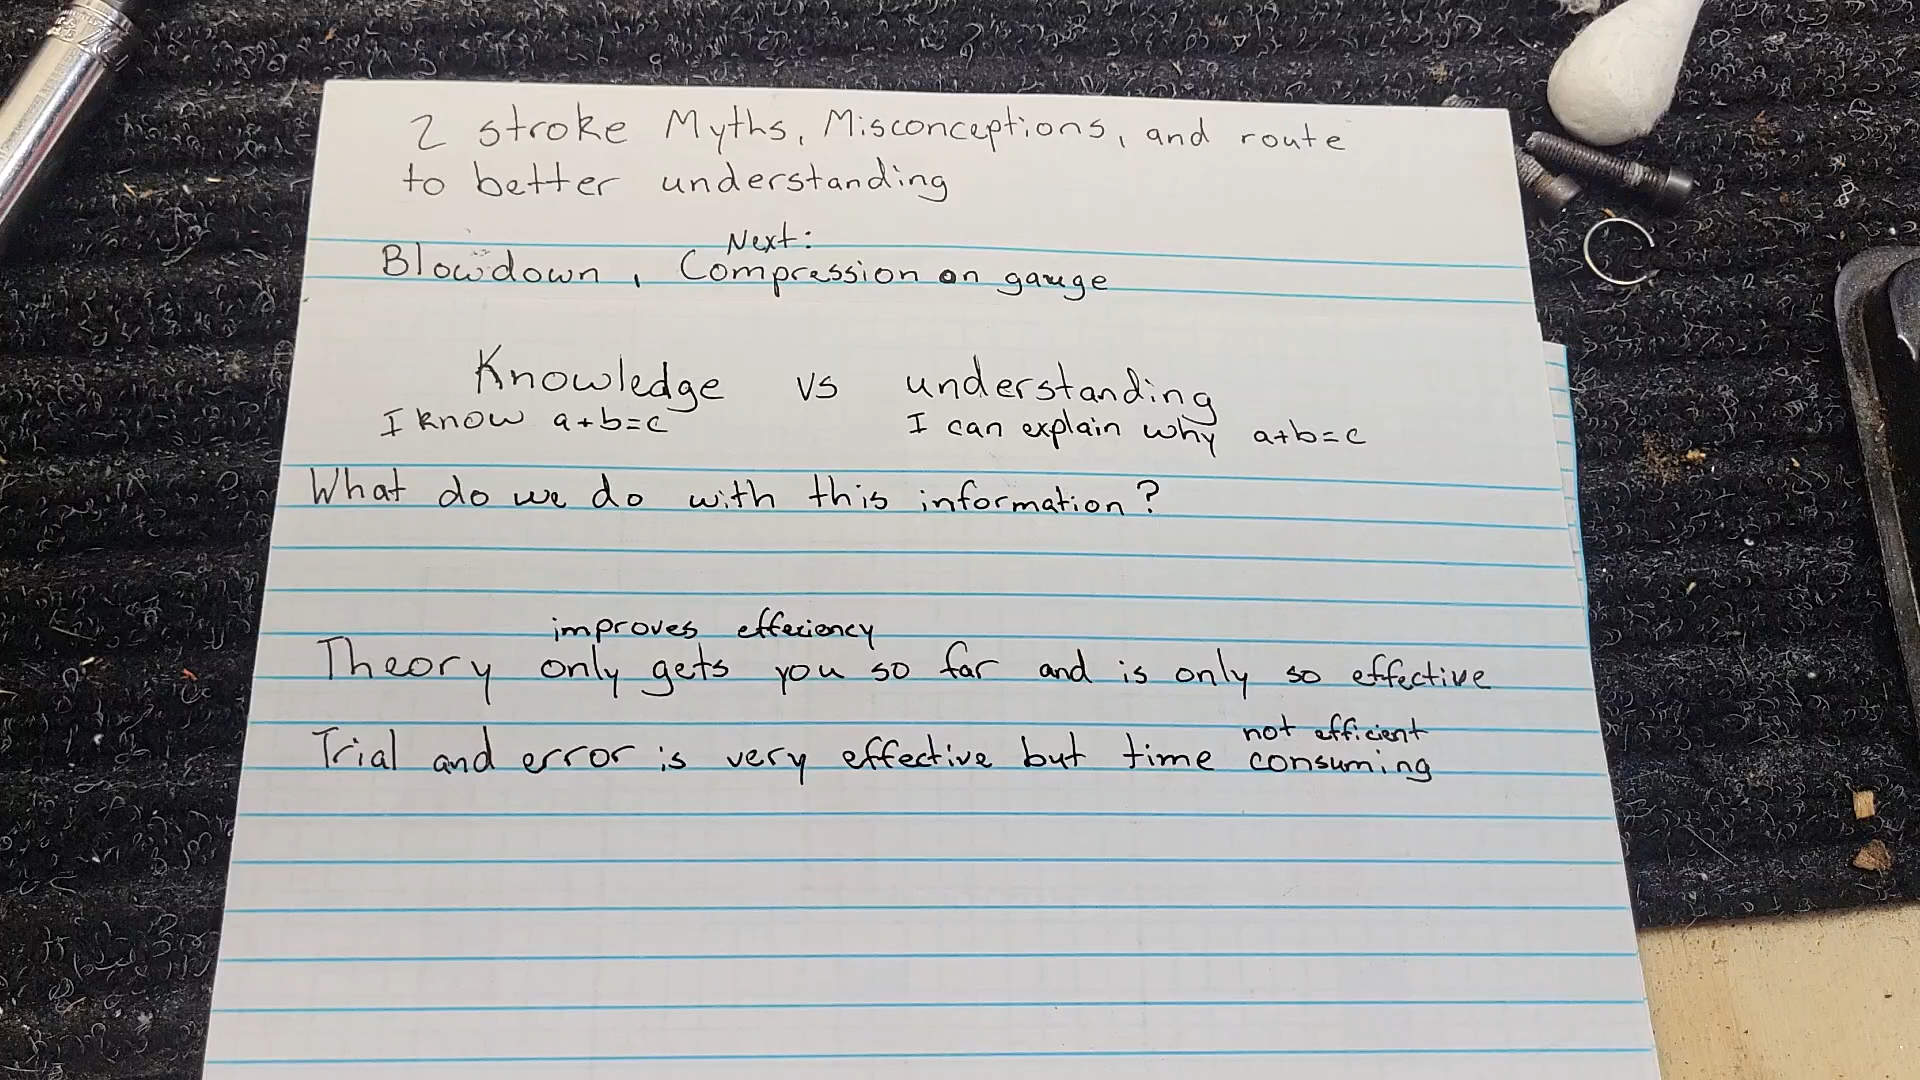 2 stroke Myths, Misconceptions, and route
to better understanding
Next:
Blowdown, Compression on gauge
Knowledge vs understanding
I know a+b=c I can explain why a+b=c
What do we do with this information?
improves effeciency
Theory only gets you so far and is only so effective
not efficient
Trial and error is very effective but time consuming